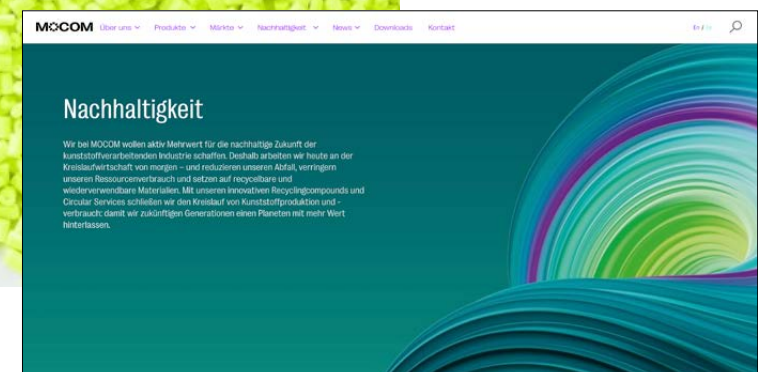 MOCOM Über uns Produkte Märkte Nachhaltigkeit News Downloads Kontakt
Nachhaltigkeit
Wir bei MOCOM wollen aktiv Mehrwert für die nachhaltige Zukunft der
kunststoffverarbeitenden Industrie schaffen. Deshalb arbeiten wir heute an der
Kreislaufwirtschaft von morgen – und reduzieren unseren Abfall, verringern
unseren Ressourcenverbrauch und setzen auf recycelbare und
wiederverwendbare Materialien. Mit unseren innovativen Recyclingcompounds und
Circular Services schließen wir den Kreislauf von Kunststoffproduktion und -
verbrauch: damit wir zukünftigen Generationen einen Planeten mit mehr Wert
hinterlassen.